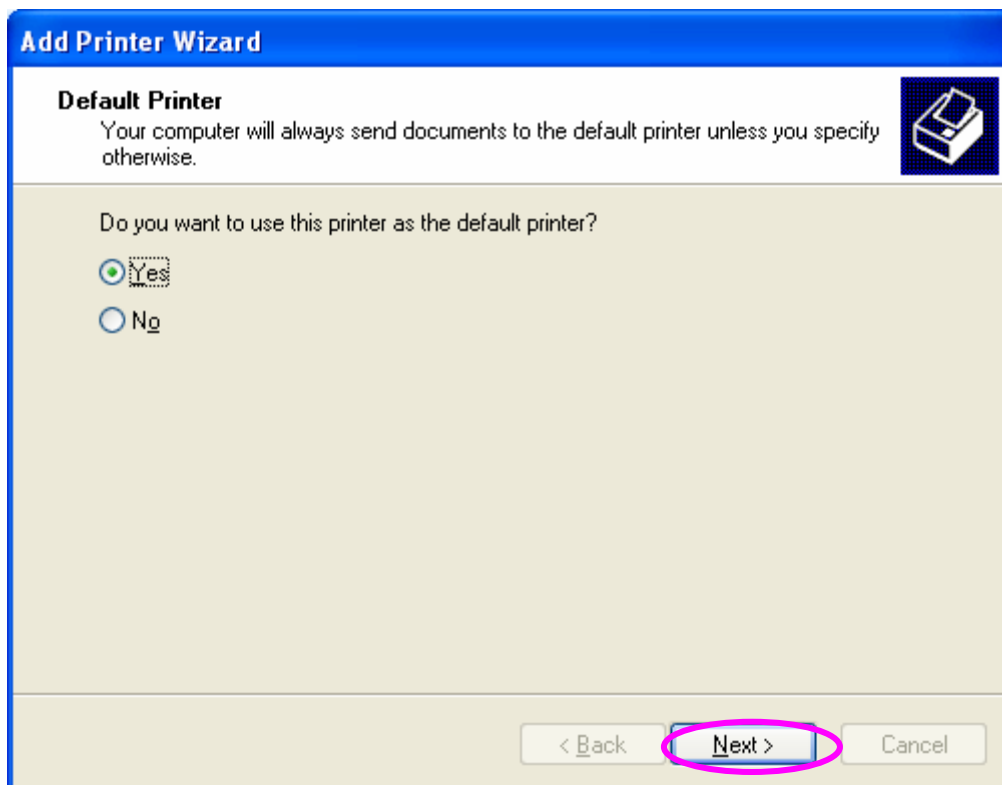 Add Printer Wizard
Default Printer
Your computer will always send documents to the default printer unless you specify
otherwise.
Do you want to use this printer as the default printer?
Yes
No
< Back Next > Cancel